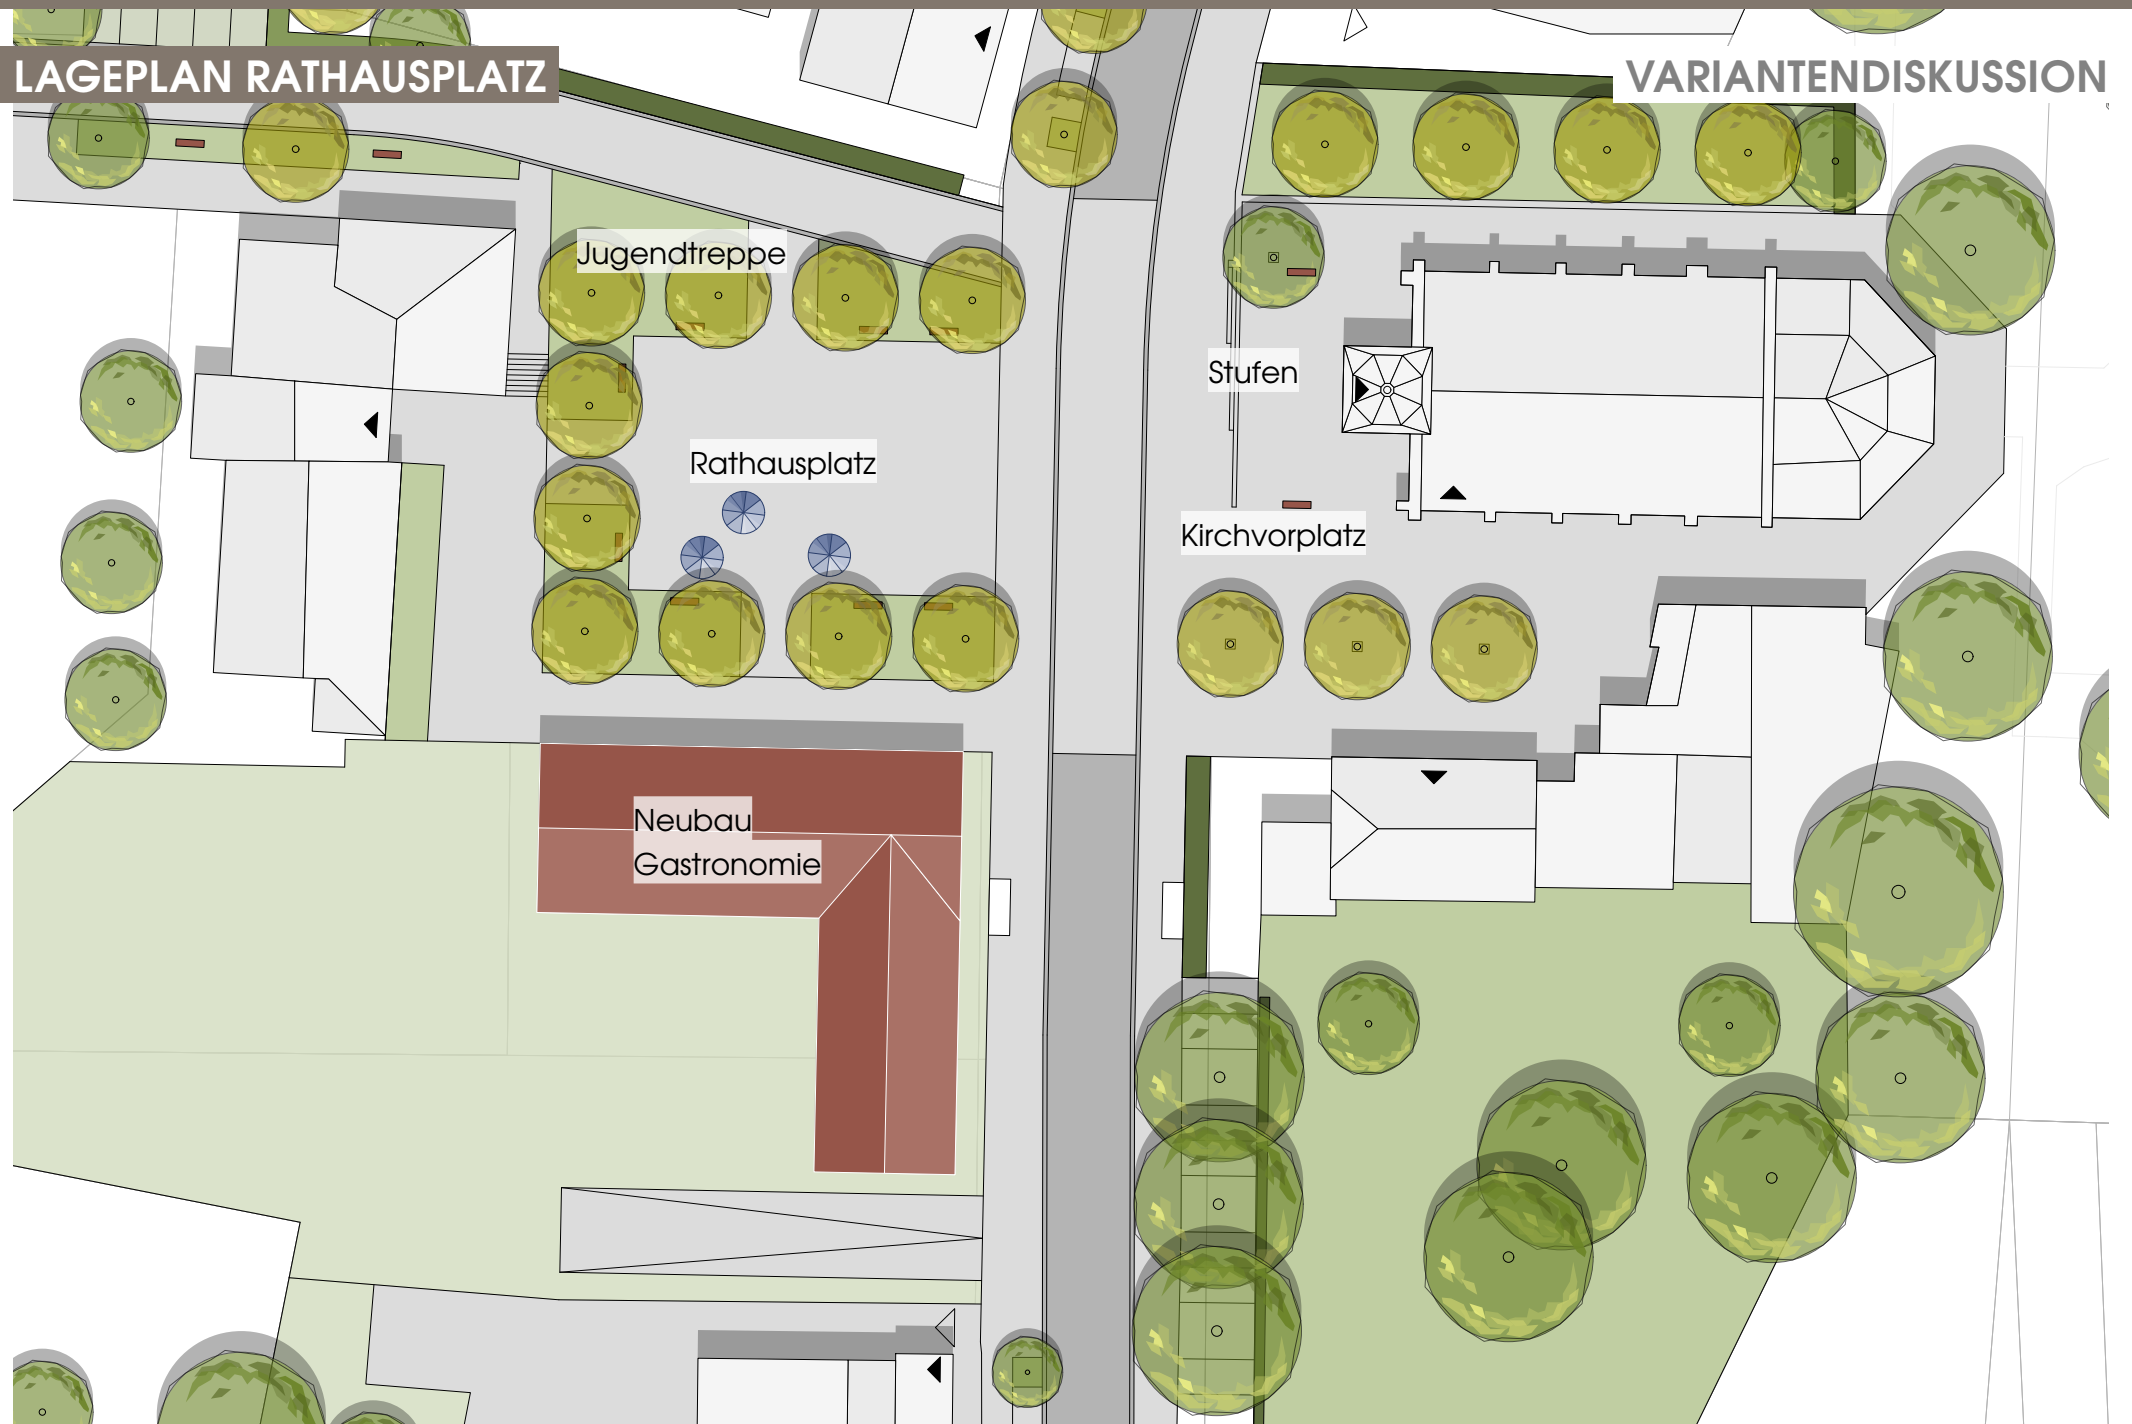 LAGEPLAN RATHAUSPLATZ
VARIANTENDISKUSSION
Jugendtreppe
Stufen
Rathausplatz
Kirchvorplatz
Neubau
Gastronomie